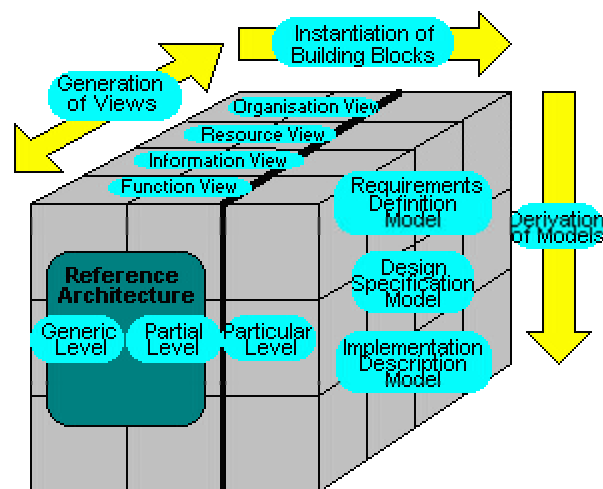 Instantiation of
Building Blocks
Generation
of Views
Organisation View
Resource View
Information View
Function View
Requirements
Definition
Model
Derivation
of Models
Design
Specification
Model
Reference
Architecture
Generic
Level
Partial
Level
Particular
Level
Implementation
Description
Model